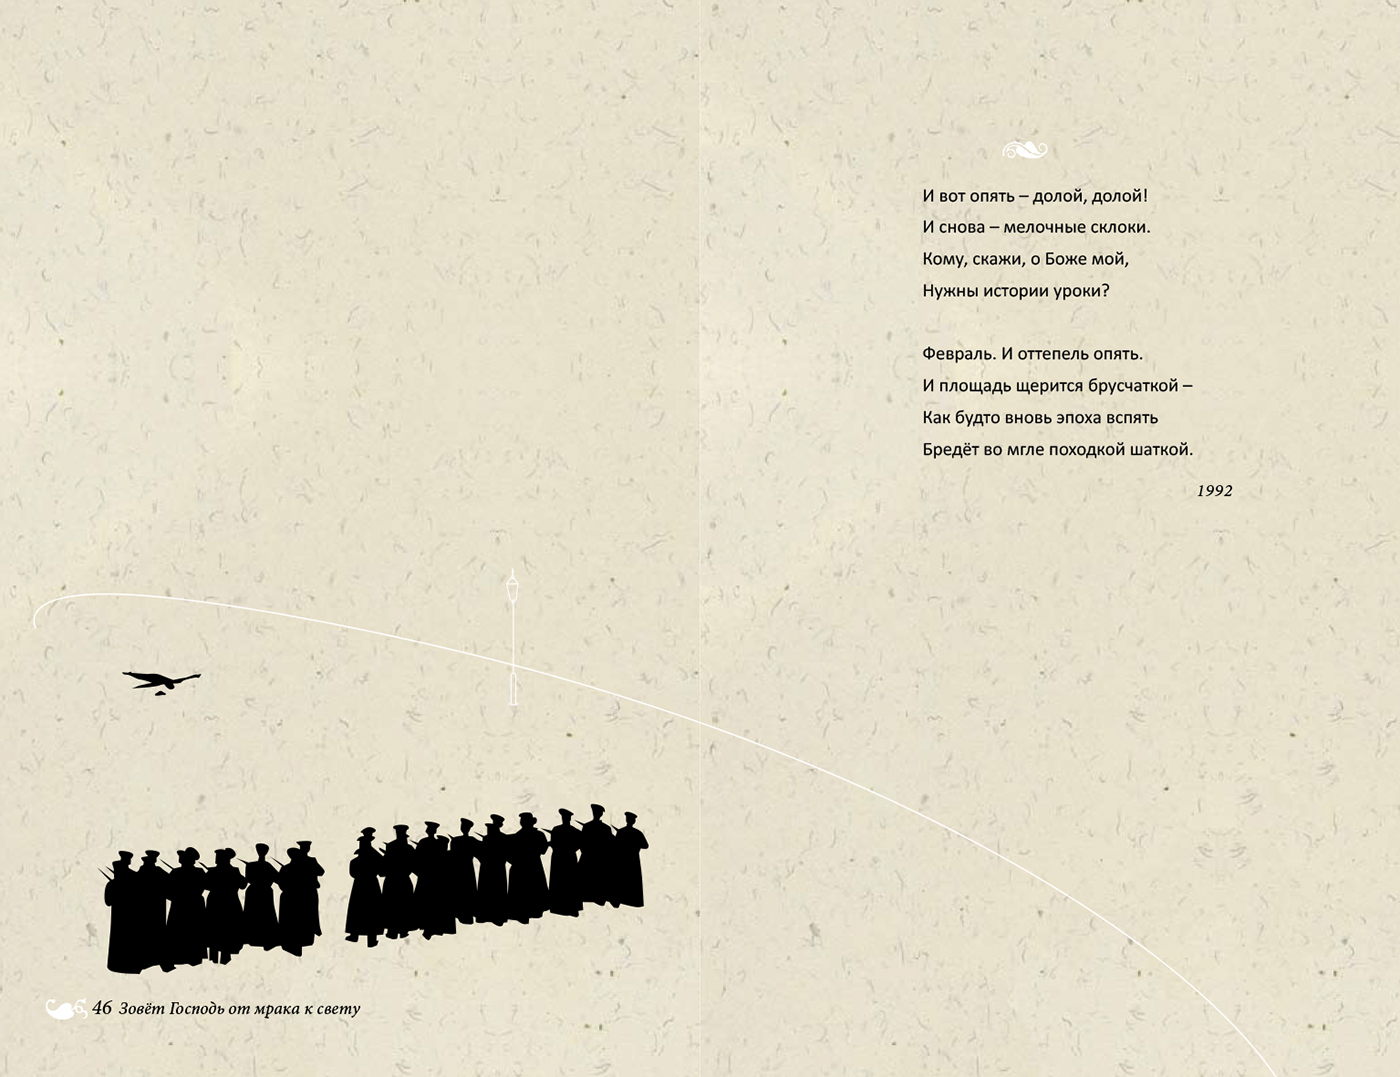 И вот опять – долой, долой!
И снова – мелочные склоки.
Кому, скажи, о Боже мой,
Нужны истории уроки?
Февраль. И оттепель опять.
И площадь щерится брусчаткой –
Как будто вновь эпоха вспять
Бредёт во мгле походкой шаткой.
1992
46 Зовёт Господь от мрака к свету